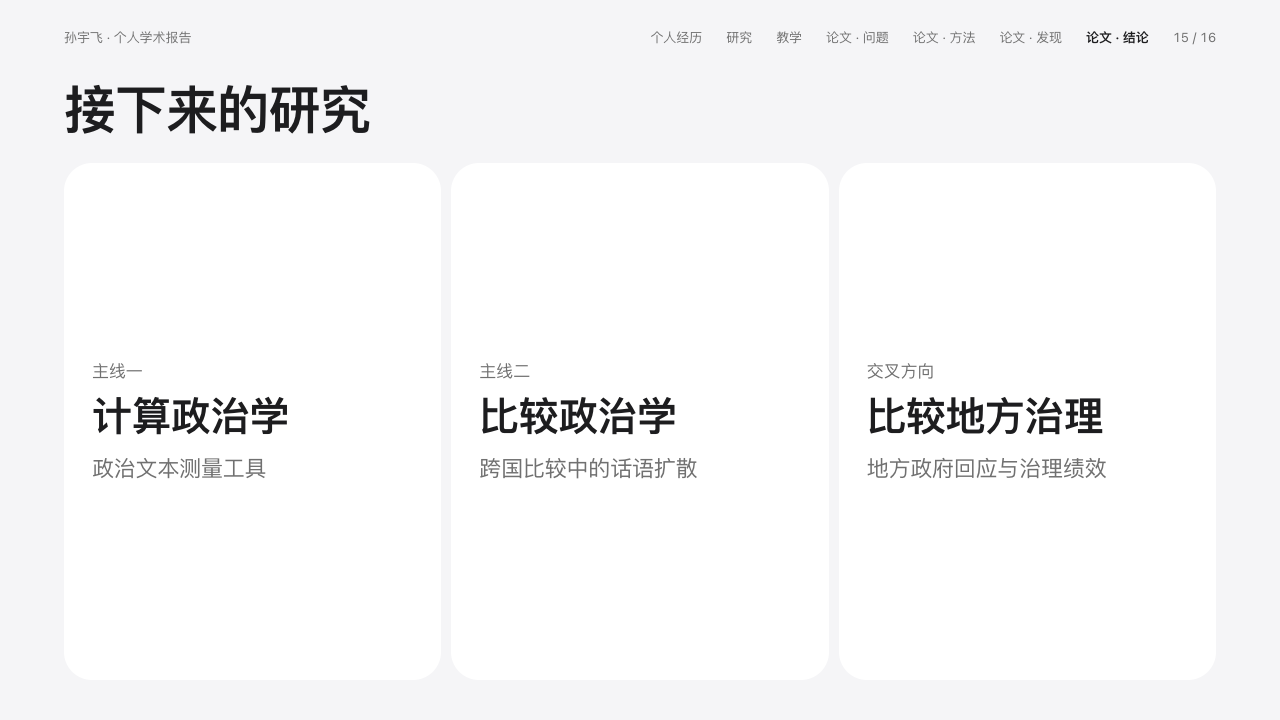 孙宇飞 · 个人学术报告
个人经历 研究 教学 论文 · 问题 论文 · 方法 论文 · 发现 论文 · 结论 15 / 16
接下来的研究
主线一
计算政治学
政治文本测量工具
主线二
比较政治学
跨国比较中的话语扩散
交叉方向
比较地方治理
地方政府回应与治理绩效